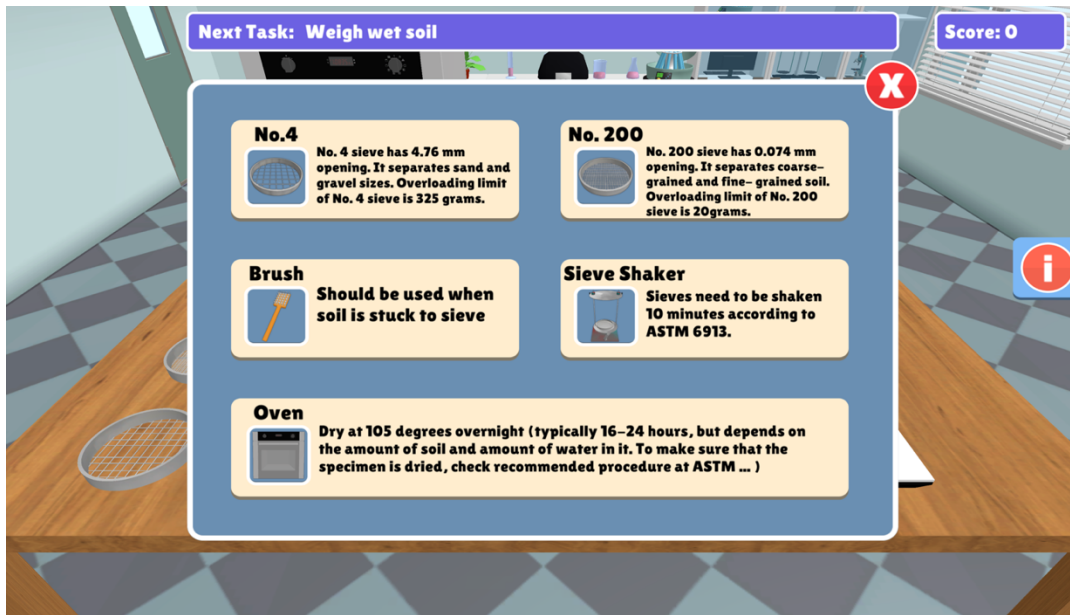 Next Task: Weigh wet soil
Score: 0
X
No.4
No. 4 sieve has 4.76 mm
opening. It separates sand and
gravel sizes. Overloading limit
of No. 4 sieve is 325 grams.
No. 200
No. 200 sieve has 0.074 mm
opening. It separates coarse-
grained and fine- grained soil.
Overloading limit of No. 200
sieve is 20grams.
Brush
Should be used when
soil is stuck to sieve
Sieve Shaker
Sieves need to be shaken
10 minutes according to
ASTM 6913.
i
Oven
Dry at 105 degrees overnight (typically 16-24 hours, but depends on
the amount of soil and amount of water in it. To make sure that the
specimen is dried, check recommended procedure at ASTM ... )